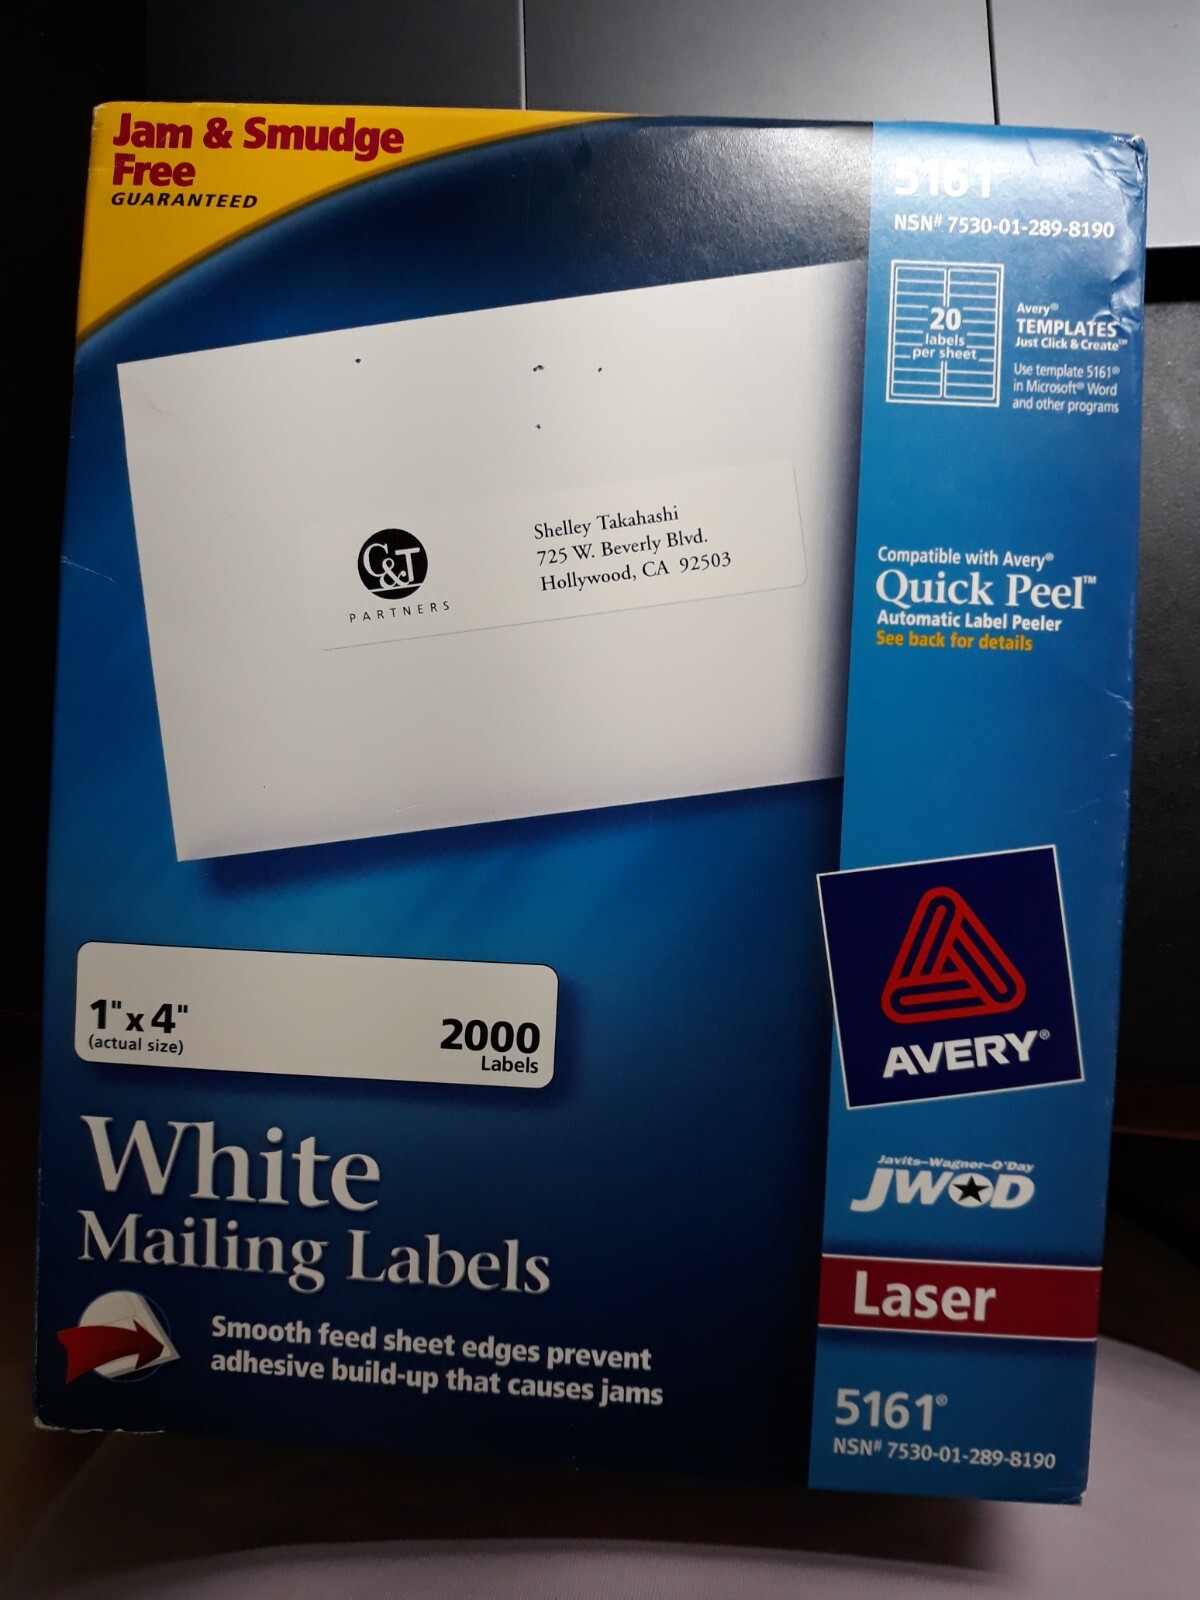 Jam & Smudge
Free
GUARANTEED
5161
NSN# 7530-01-289-8190
20
labels
per sheet
Avery®
TEMPLATES
Just Click & Create™
Use template 5161®
in Microsoft® Word
and other programs
C&T
PARTNERS
Shelley Takahashi
725 W. Beverly Blvd.
Hollywood, CA 92503
Compatible with Avery®
Quick Peel™
Automatic Label Peeler
See back for details
AVERY®
1" x 4"
(actual size)
2000
Labels
White
Mailing Labels
Smooth feed sheet edges prevent
adhesive build-up that causes jams
Javits-Wagner-O'Day
JWOD
Laser
5161®
NSN# 7530-01-289-8190